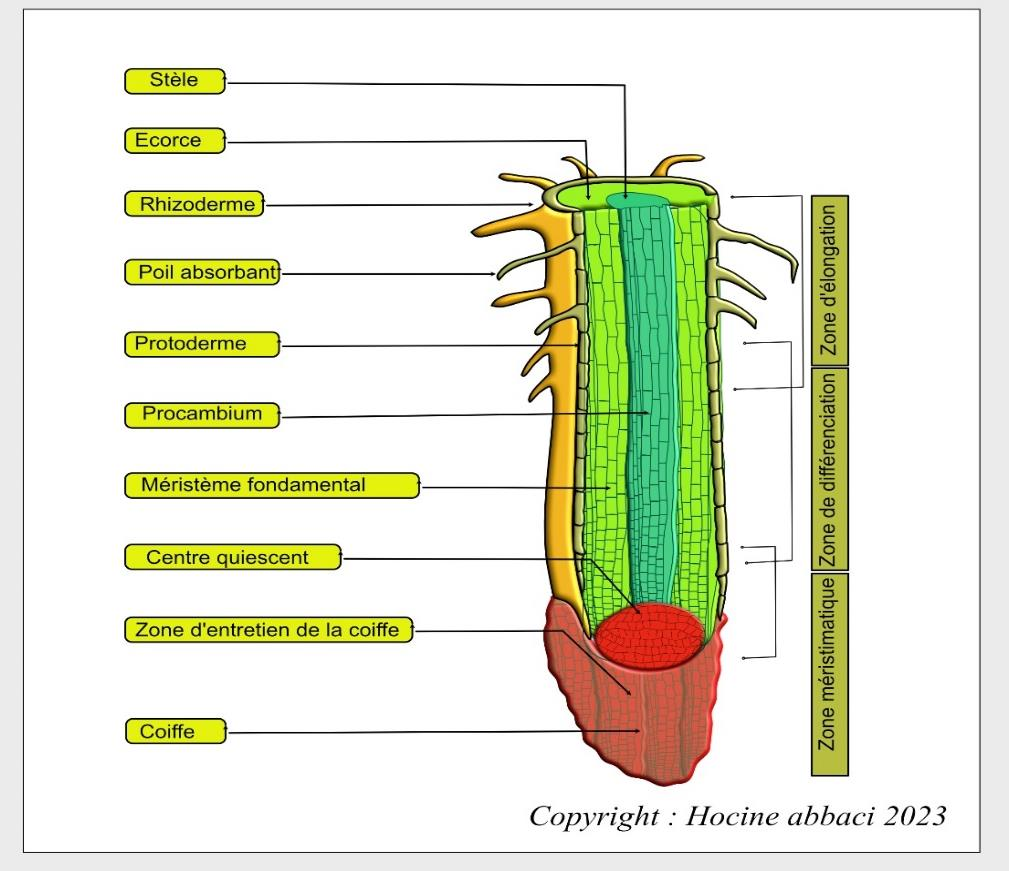 Stèle
Ecorce
Rhizoderme
Poil absorbant
Protoderme
Procambium
Méristème fondamental
Centre quiescent
Zone d'entretien de la coiffe
Coiffe
Zone d'élongation
Zone de différenciation
Zone méristimatique
Copyright : Hocine abbaci 2023